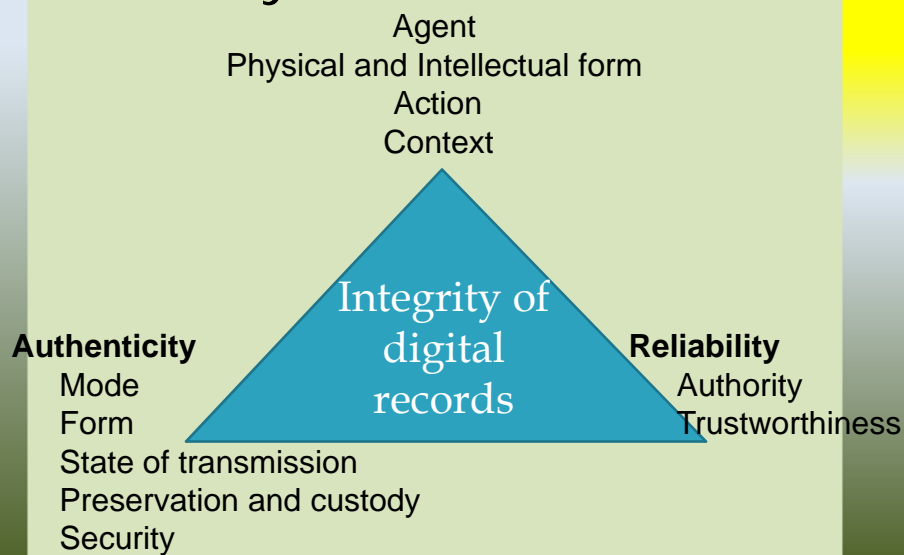 Agent
Physical and Intellectual form
Action
Context
Integrity of
digital
records
Authenticity
Mode
Form
State of transmission
Preservation and custody
Security
Reliability
Authority
Trustworthiness